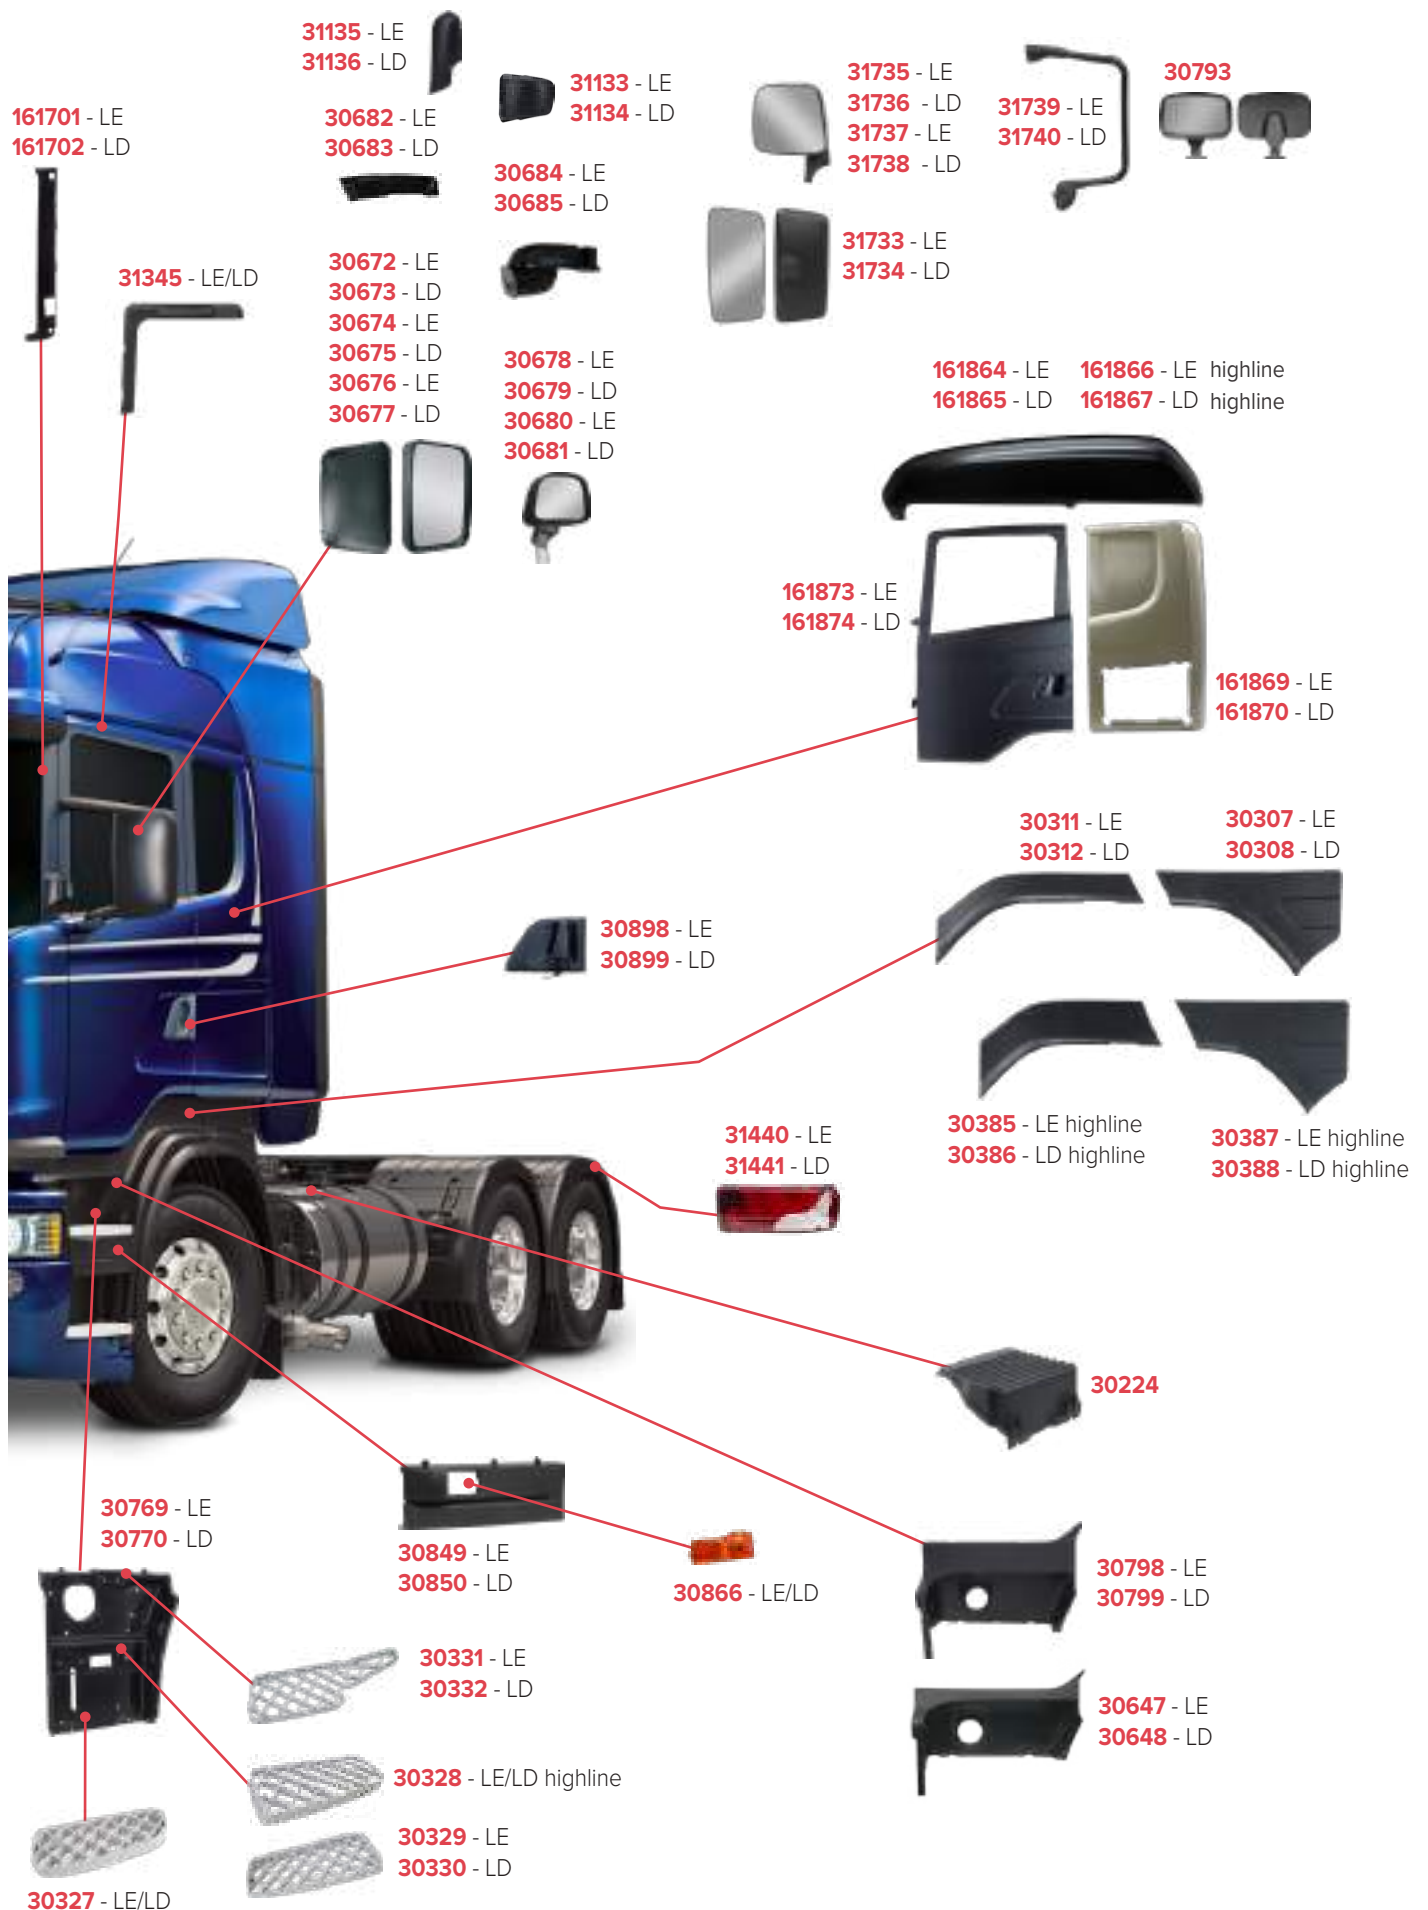 31135 - LE
31136 - LD
31133 - LE
31134 - LD
161701 - LE
161702 - LD
30682 - LE
30683 - LD
30684 - LE
30685 - LD
31735 - LE
31736 - LD
31737 - LE
31738 - LD
31739 - LE
31740 - LD
30793
31733 - LE
31734 - LD
31345 - LE/LD
30672 - LE
30673 - LD
30674 - LE
30675 - LD
30676 - LE
30677 - LD
30678 - LE
30679 - LD
30680 - LE
30681 - LD
161864 - LE
161865 - LD
161866 - LE highline
161867 - LD highline
161873 - LE
161874 - LD
161869 - LE
161870 - LD
30311 - LE
30312 - LD
30307 - LE
30308 - LD
30898 - LE
30899 - LD
30385 - LE highline
30386 - LD highline
30387 - LE highline
30388 - LD highline
31440 - LE
31441 - LD
30224
30769 - LE
30770 - LD
30849 - LE
30850 - LD
30866 - LE/LD
30798 - LE
30799 - LD
30331 - LE
30332 - LD
30647 - LE
30648 - LD
30328 - LE/LD highline
30329 - LE
30330 - LD
30327 - LE/LD